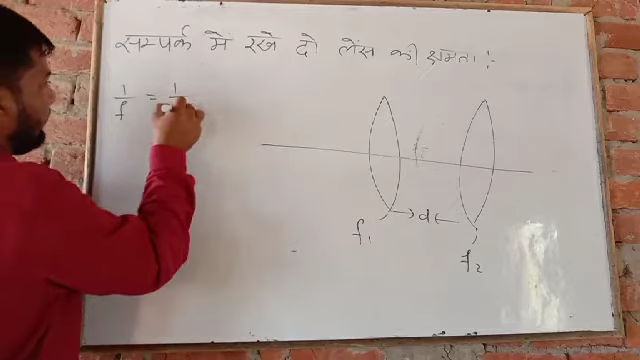 सम्पर्क मे रखे दो लेंस की क्षमता :
1/f = 1
d
f₁
f₂